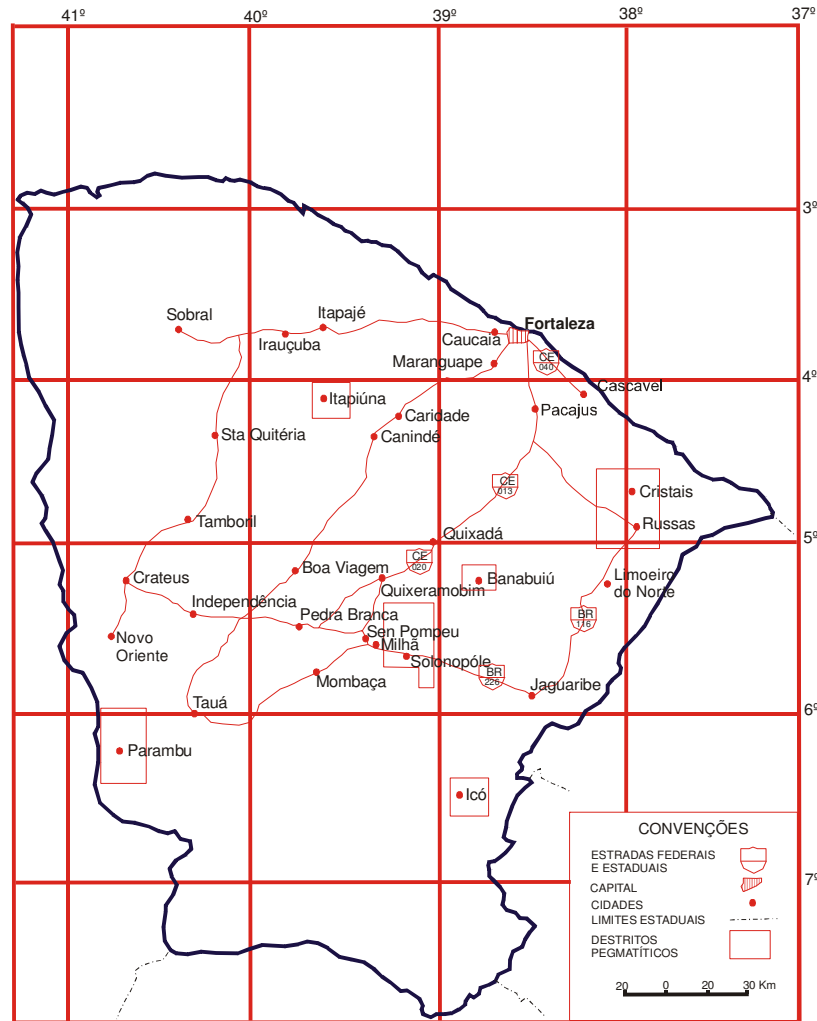 41º
40º
39º
38º
37º
3º
Sobral
Itapajé
Irauçuba
Caucaia
Fortaleza
Maranguape
CE
040
4º
Cascavel
Itapiúna
Caridade
Pacajus
Sta Quitéria
Canindé
CE
013
Cristais
Tamboril
Russas
Quixadá
5º
CE
020
Boa Viagem
Crateus
Quixeramobim
Banabuiú
Limoeiro
do Norte
Independência
Pedra Branca
BR
116
Novo
Oriente
Sen Pompeu
Milhã
Solonopóle
Mombaça
BR
226
Jaguaribe
Tauá
6º
Parambu
Icó
CONVENÇÕES
ESTRADAS FEDERAIS
E ESTADUAIS
CAPITAL
CIDADES
LIMITES ESTADUAIS
DESTRITOS
PEGMATÍTICOS
7º
20 0 20 30 Km